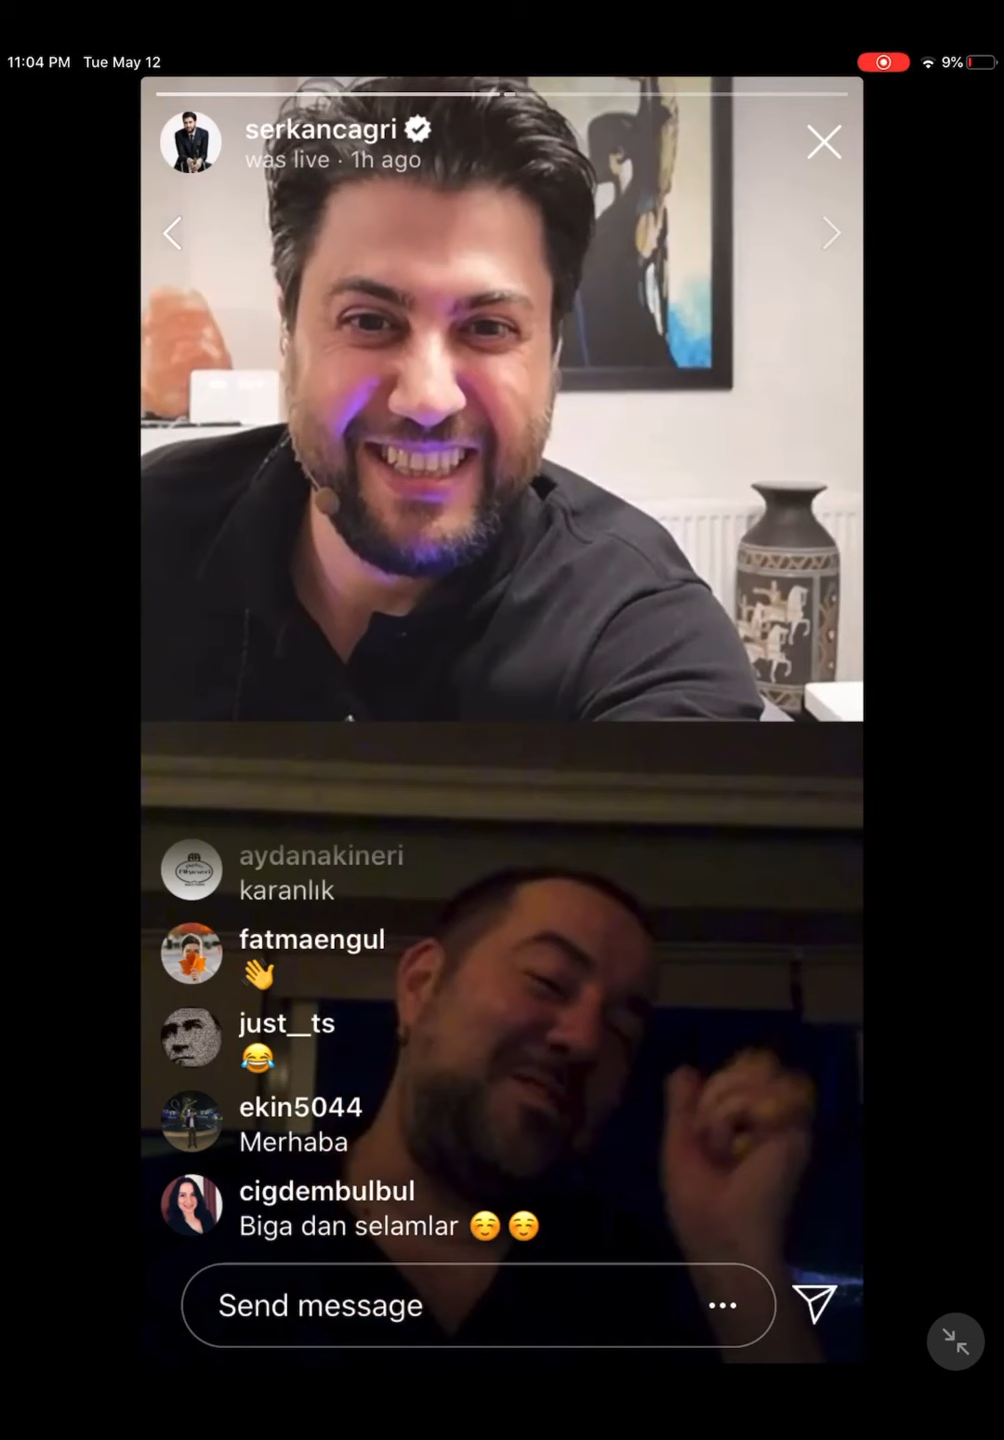 11:04 PM Tue May 12
9%
serkancagri
was live · 1h ago
aydanakineri
karanlık
fatmaengul
👋
just__ts
😂
ekin5044
Merhaba
cigdembulbul
Biga dan selamlar ☺️☺️
Send message